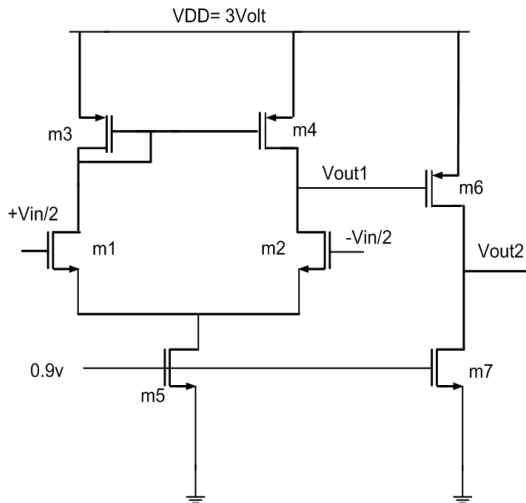 VDD= 3Volt
m3
m4
Vout1
m6
+Vin/2
m1
m2
-Vin/2
Vout2
0.9v
m5
m7